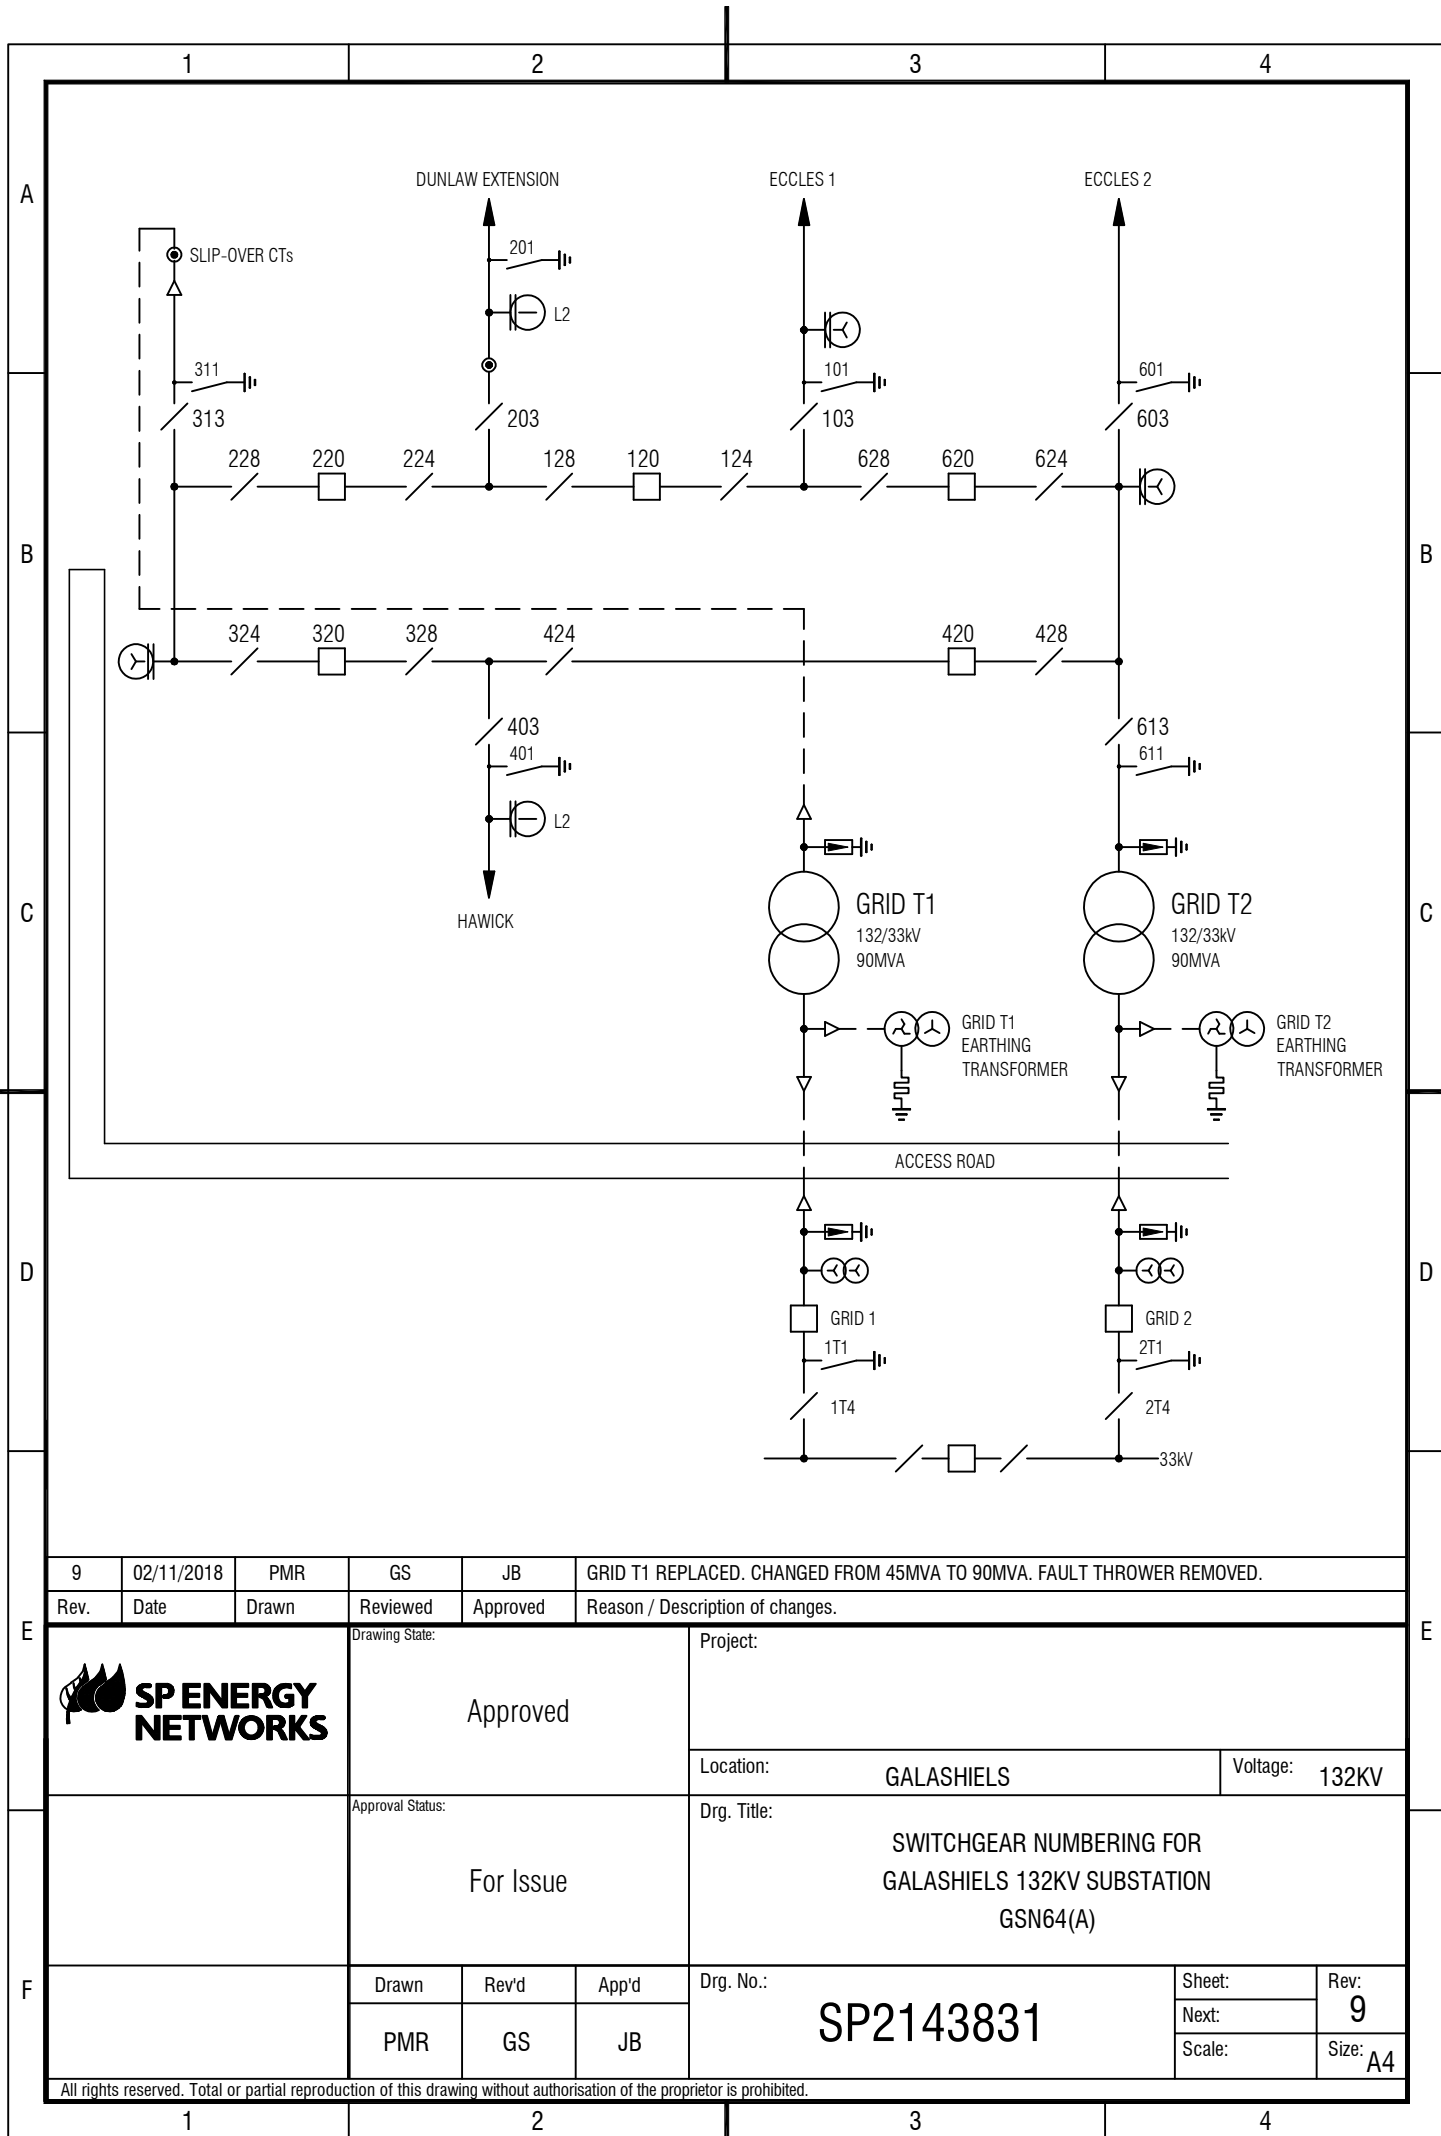 1 2 3 4
A
DUNLAW EXTENSION ECCLES 1 ECCLES 2
201
SLIP-OVER CTs
L2
311 101 601
313 203 103 603
228 220 224 128 120 124 628 620 624
B B
324 320 328 424 420 428
403 613
401 611
L2
C C
GRID T1 GRID T2
132/33kV 132/33kV
90MVA 90MVA
HAWICK
GRID T1 GRID T2
EARTHING EARTHING
TRANSFORMER TRANSFORMER
ACCESS ROAD
D D
GRID 1 GRID 2
1T1 2T1
1T4 2T4
33kV
9 02/11/2018 PMR GS JB GRID T1 REPLACED. CHANGED FROM 45MVA TO 90MVA. FAULT THROWER REMOVED.
Rev. Date Drawn Reviewed Approved Reason / Description of changes.
E E
SP ENERGY
NETWORKS
Drawing State:
Approved
Project:
Location: GALASHIELS Voltage: 132KV
Approval Status:
For Issue
Drg. Title:
SWITCHGEAR NUMBERING FOR
GALASHIELS 132KV SUBSTATION
GSN64(A)
F
Drawn Rev'd App'd
PMR GS JB
Drg. No.:
SP2143831
Sheet:
Next:
Scale:
Rev:
9
Size: A4
All rights reserved. Total or partial reproduction of this drawing without authorisation of the proprietor is prohibited.
1 2 3 4